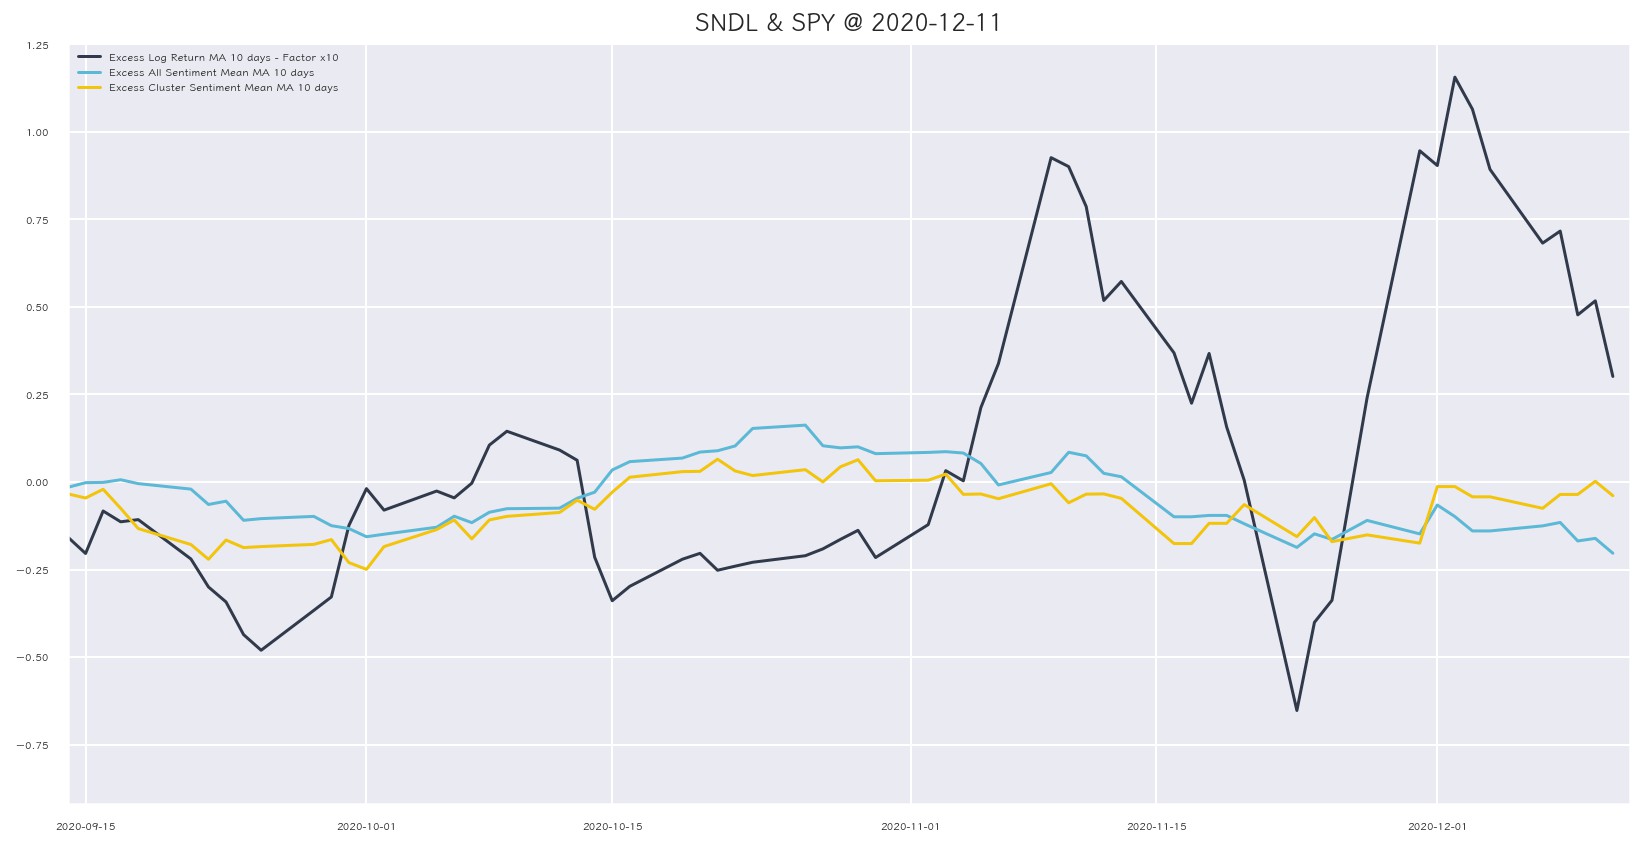 SNDL & SPY @ 2020-12-11
Excess Log Return MA 10 days - Factor x10
Excess All Sentiment Mean MA 10 days
Excess Cluster Sentiment Mean MA 10 days
1.25
1.00
0.75
0.50
0.25
0.00
−0.25
−0.50
−0.75
2020-09-15 2020-10-01 2020-10-15 2020-11-01 2020-11-15 2020-12-01